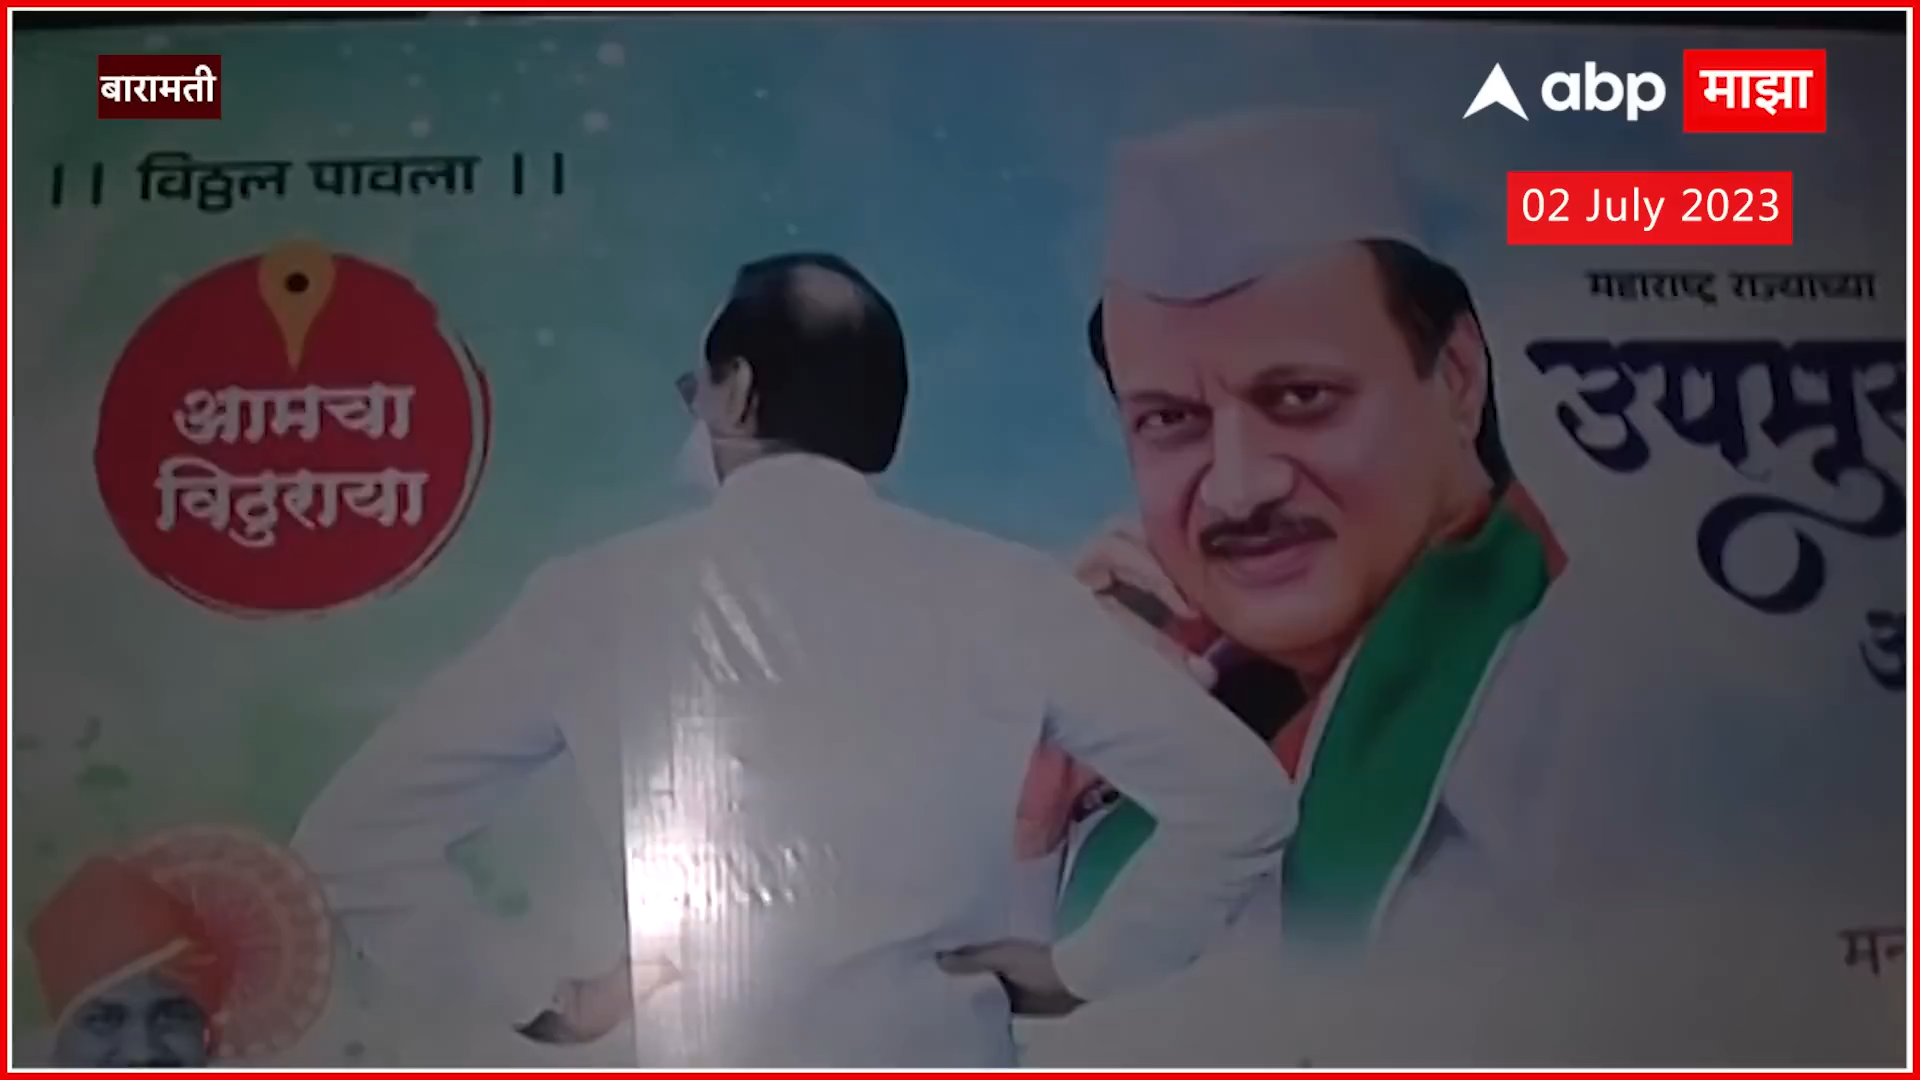 बारामती
abp माझा
02 July 2023
।। विठ्ठल पावला ।।
महाराष्ट्र राज्याच्या
आमचा
विठुराया